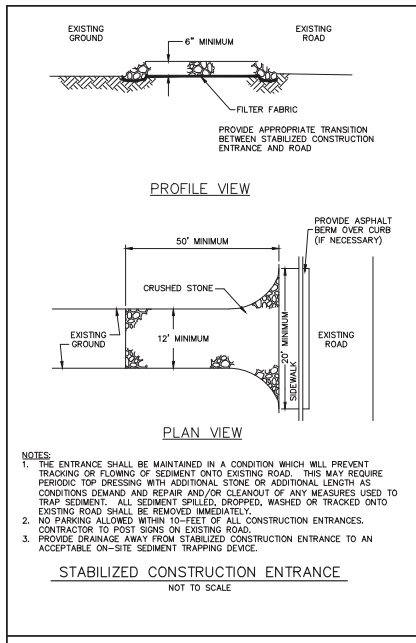 EXISTING
GROUND
6" MINIMUM
EXISTING
ROAD
FILTER FABRIC
PROVIDE APPROPRIATE TRANSITION
BETWEEN STABILIZED CONSTRUCTION
ENTRANCE AND ROAD
PROFILE VIEW
PROVIDE ASPHALT
BERM OVER CURB
(IF NECESSARY)
50' MINIMUM
CRUSHED STONE
EXISTING
GROUND
12' MINIMUM
20' MINIMUM
SIDEWALK
EXISTING
ROAD
PLAN VIEW
NOTES:
1. THE ENTRANCE SHALL BE MAINTAINED IN A CONDITION WHICH WILL PREVENT
TRACKING OR FLOWING OF SEDIMENT ONTO EXISTING ROAD. THIS MAY REQUIRE
PERIODIC TOP DRESSING WITH ADDITIONAL STONE OR ADDITIONAL LENGTH AS
CONDITIONS DEMAND AND REPAIR AND/OR CLEANOUT OF ANY MEASURES USED TO
TRAP SEDIMENT. ALL SEDIMENT SPILLED, DROPPED, WASHED OR TRACKED ONTO
EXISTING ROAD SHALL BE REMOVED IMMEDIATELY.
2. NO PARKING ALLOWED WITHIN 10-FEET OF ALL CONSTRUCTION ENTRANCES.
CONTRACTOR TO POST SIGNS ON EXISTING ROAD.
3. PROVIDE DRAINAGE AWAY FROM STABILIZED CONSTRUCTION ENTRANCE TO AN
ACCEPTABLE ON-SITE SEDIMENT TRAPPING DEVICE.
STABILIZED CONSTRUCTION ENTRANCE
NOT TO SCALE